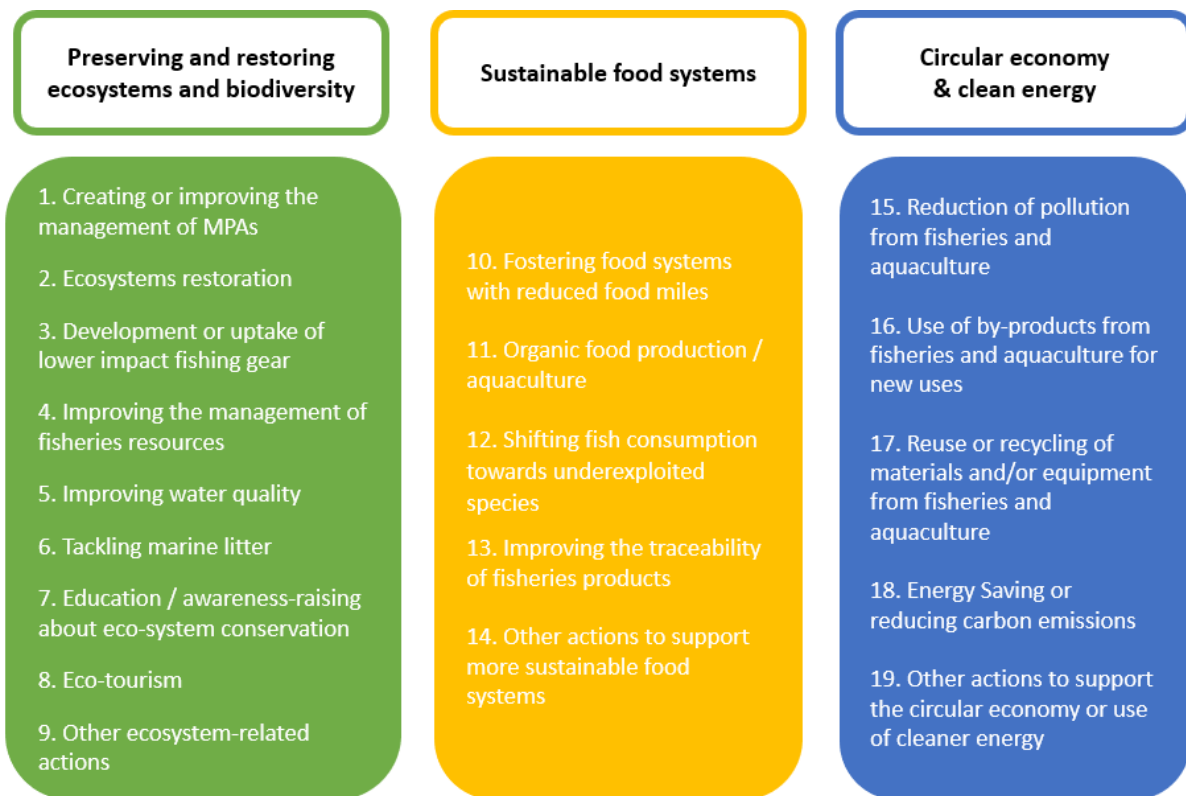 Preserving and restoring
ecosystems and biodiversity
1. Creating or improving the
management of MPAs
2. Ecosystems restoration
3. Development or uptake of
lower impact fishing gear
4. Improving the management of
fisheries resources
5. Improving water quality
6. Tackling marine litter
7. Education / awareness-raising
about eco-system conservation
8. Eco-tourism
9. Other ecosystem-related
actions
Sustainable food systems
10. Fostering food systems
with reduced food miles
11. Organic food production /
aquaculture
12. Shifting fish consumption
towards underexploited
species
13. Improving the traceability
of fisheries products
14. Other actions to support
more sustainable food
systems
Circular economy
& clean energy
15. Reduction of pollution
from fisheries and
aquaculture
16. Use of by-products from
fisheries and aquaculture for
new uses
17. Reuse or recycling of
materials and/or equipment
from fisheries and
aquaculture
18. Energy Saving or
reducing carbon emissions
19. Other actions to support
the circular economy or use
of cleaner energy